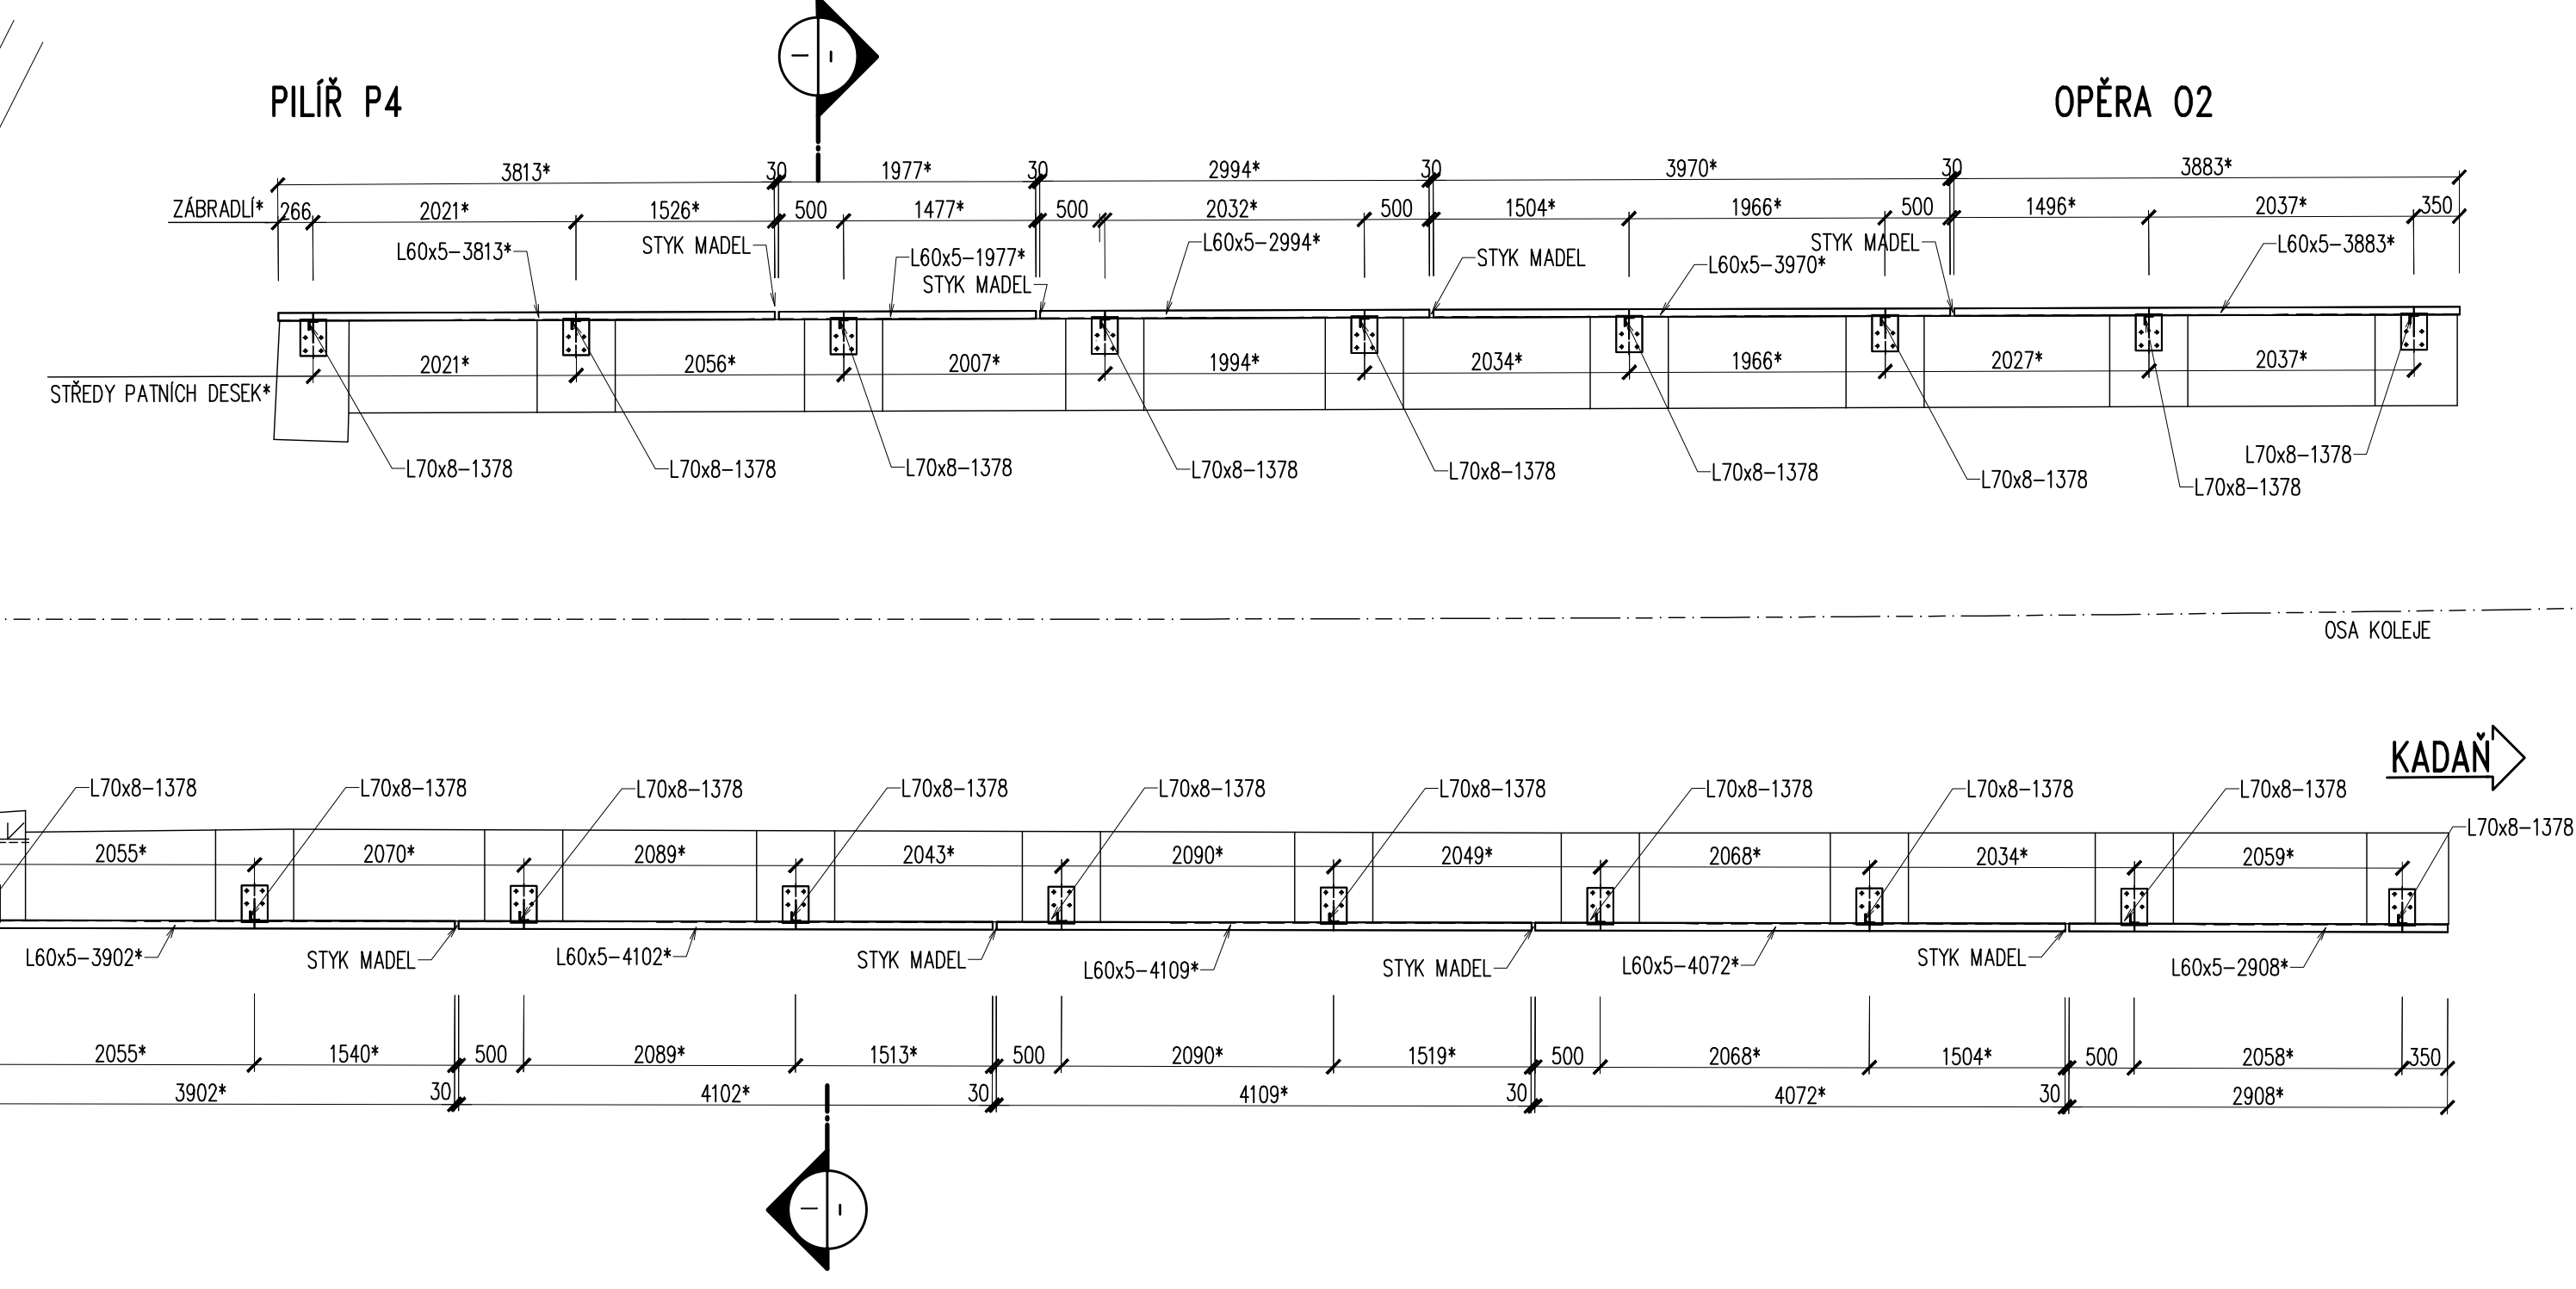 PILÍŘ P4
OPĚRA O2
3813* 30 1977* 30 2994* 30 3970* 30 3883*
ZÁBRADLÍ* 266 2021* 1526* 500 1477* 500 2032* 500 1504* 1966* 500 1496* 2037* 350
L60x5-3813* STYK MADEL L60x5-1977* L60x5-2994* STYK MADEL L60x5-3970* STYK MADEL L60x5-3883*
STYK MADEL
2021* 2056* 2007* 1994* 2034* 1966* 2027* 2037*
STŘEDY PATNÍCH DESEK*
L70x8-1378 L70x8-1378 L70x8-1378 L70x8-1378 L70x8-1378 L70x8-1378 L70x8-1378 L70x8-1378
L70x8-1378
OSA KOLEJE
KADAŇ
L70x8-1378 L70x8-1378 L70x8-1378 L70x8-1378 L70x8-1378 L70x8-1378 L70x8-1378 L70x8-1378 L70x8-1378
L70x8-1378
2055* 2070* 2089* 2043* 2090* 2049* 2068* 2034* 2059*
L60x5-3902* STYK MADEL L60x5-4102* STYK MADEL L60x5-4109* STYK MADEL L60x5-4072* STYK MADEL L60x5-2908*
2055* 1540* 500 2089* 1513* 500 2090* 1519* 500 2068* 1504* 500 2058* 350
3902* 30 4102* 30 4109* 30 4072* 30 2908*